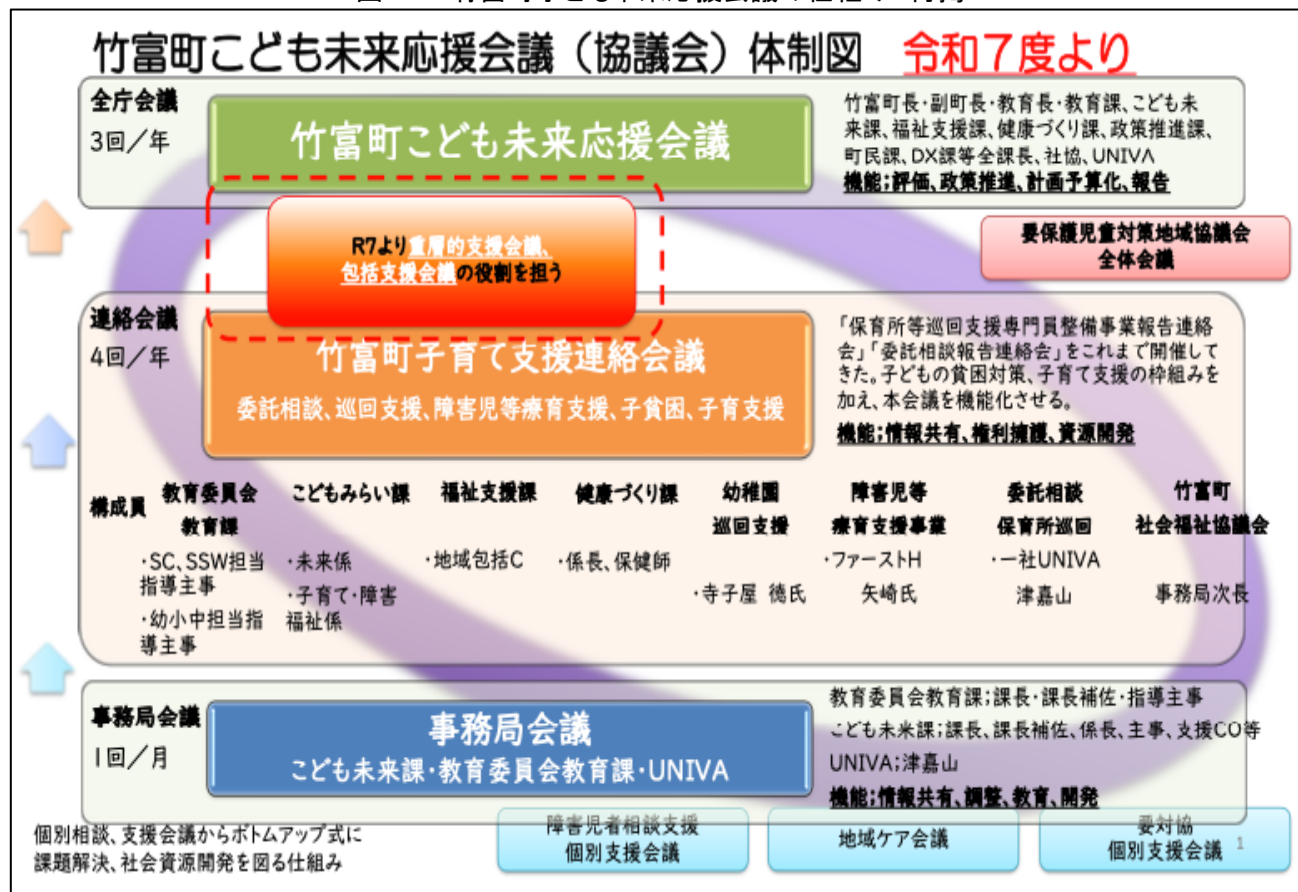 竹富町こども未来応援会議（協議会）体制図　令和7度より
全庁会議
3回／年
竹富町こども未来応援会議
竹富町長・副町長・教育長・教育課、こども未
来課、福祉支援課、健康づくり課、政策推進課、
町民課、DX課等全課長、社協、UNIVA
機能;評価、政策推進、計画予算化、報告
R7より重層的支援会議、
包括支援会議の役割を担う
要保護児童対策地域協議会
全体会議
連絡会議
4回／年
竹富町子育て支援連絡会議
委託相談、巡回支援、障害児等療育支援、子貧困、子育支援
「保育所等巡回支援専門員整備事業報告連絡
会」「委託相談報告連絡会」をこれまで開催して
きた。子どもの貧困対策、子育て支援の枠組みを
加え、本会議を機能化させる。
機能;情報共有、権利擁護、資源開発
構成員
教育委員会
教育課
・SC、SSW担当
指導主事
・幼小中担当指
導主事
こどもみらい課
・未来係
・子育て・障害
福祉係
福祉支援課
・地域包括C
健康づくり課
・係長、保健師
幼稚園
巡回支援
・寺子屋 徳氏
障害児等
療育支援事業
・ファーストH
矢崎氏
委託相談
保育所巡回
・一社UNIVA
津嘉山
竹富町
社会福祉協議会
事務局次長
事務局会議
1回／月
事務局会議
こども未来課・教育委員会教育課・UNIVA
教育委員会教育課;課長・課長補佐・指導主事
こども未米課;課長、課長補佐、係長、主事、支援CO等
UNIVA;津嘉山
機能;情報共有、調整、教育、開発
個別相談、支援会議からボトムアップ式に
課題解決、社会資源開発を図る仕組み
障害児者相談支援
個別支援会議
地域ケア会議
要対協
個別支援会議
1